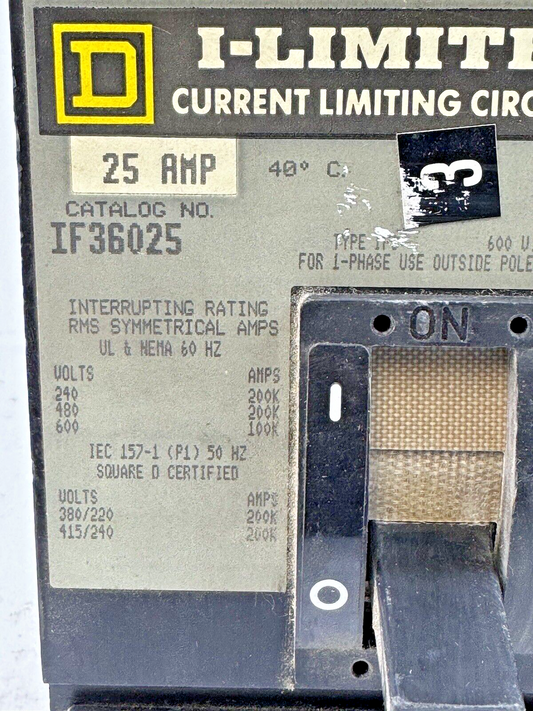 D
I-LIMIT
CURRENT LIMITING CIRC
25 AMP 40° C
3
CATALOG NO.
IF36025
TYPE 600 V
FOR 1-PHASE USE OUTSIDE POLE
INTERRUPTING RATING
RMS SYMMETRICAL AMPS
UL & NEMA 60 HZ
VOLTS AMPS
240 200K
480 200K
600 100K
IEC 157-1 (P1) 50 HZ
SQUARE D CERTIFIED
VOLTS AMPS
380/220 200K
415/240 200K
ON
I
O